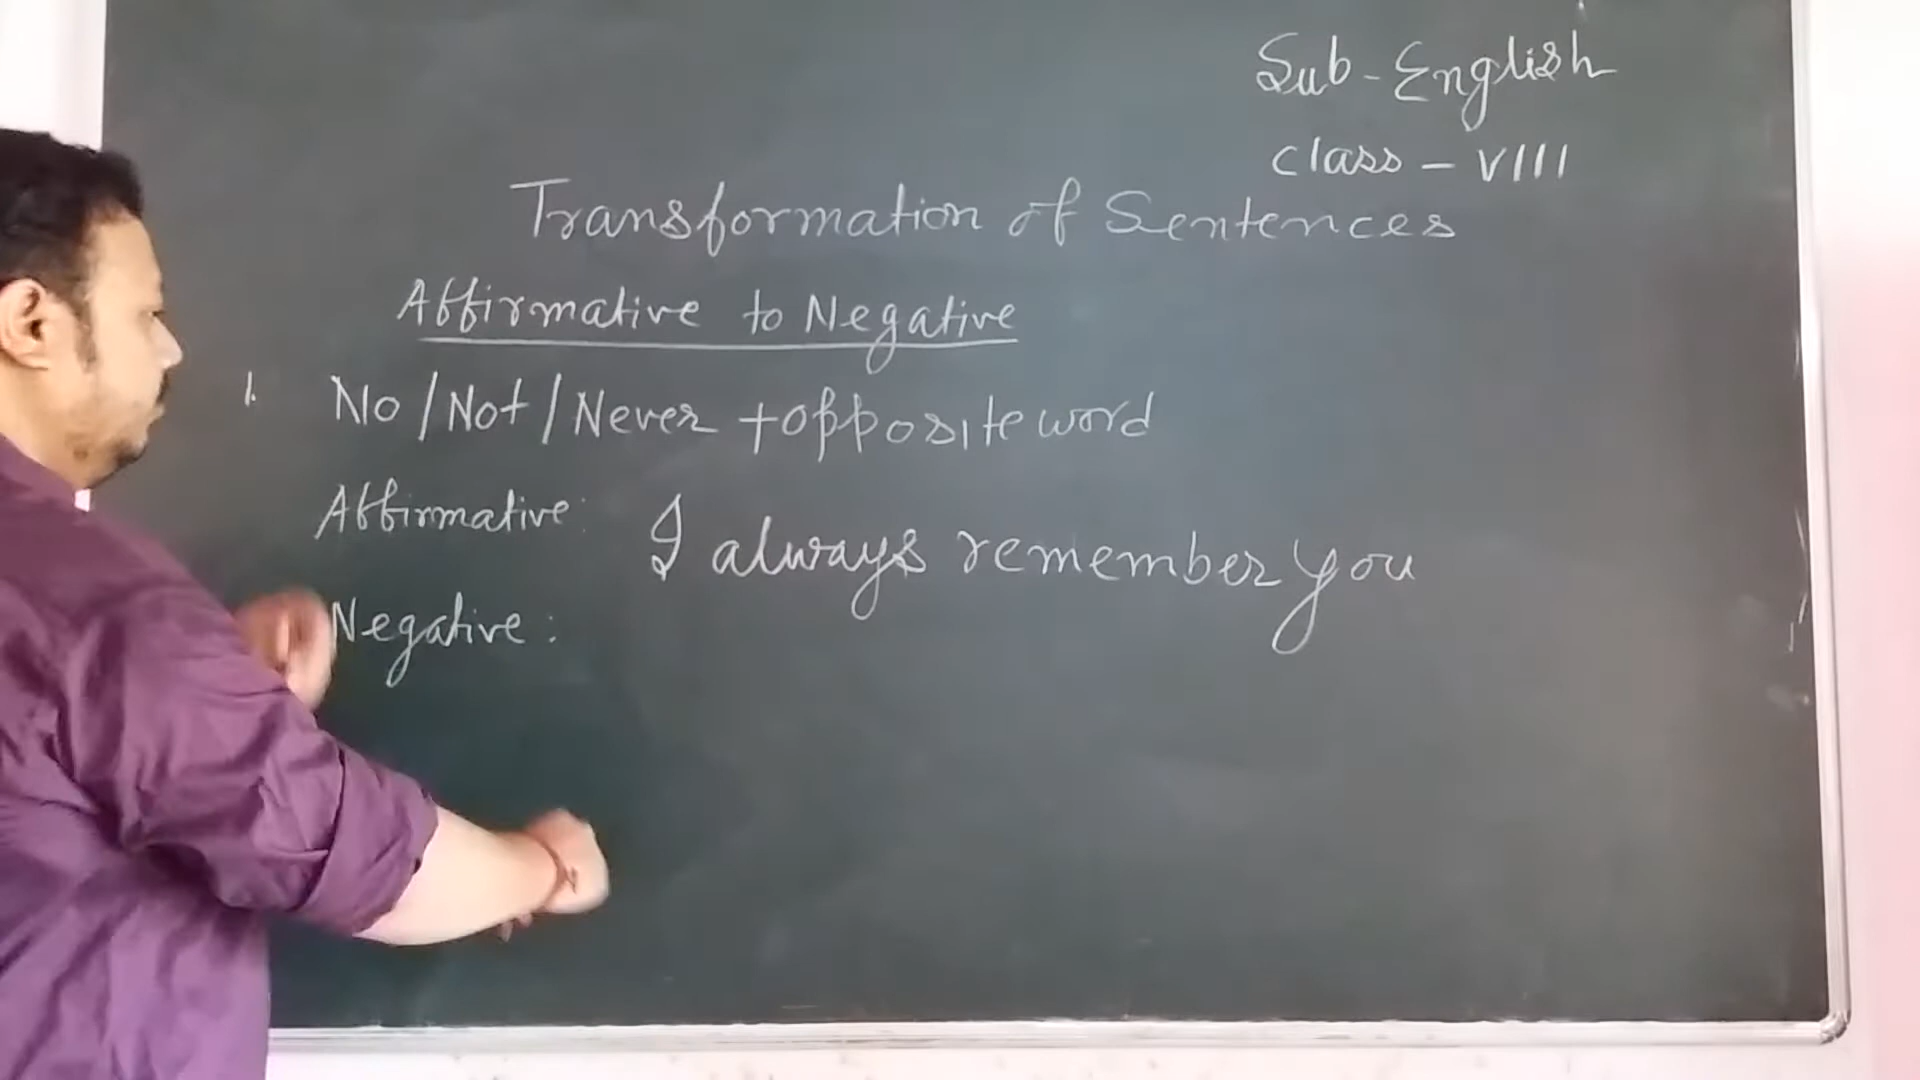 Sub - English
Class - VIII
Transformation of Sentences
Affirmative to Negative
1. No / Not / Never + opposite word
Affirmative: I always remember you
Negative: